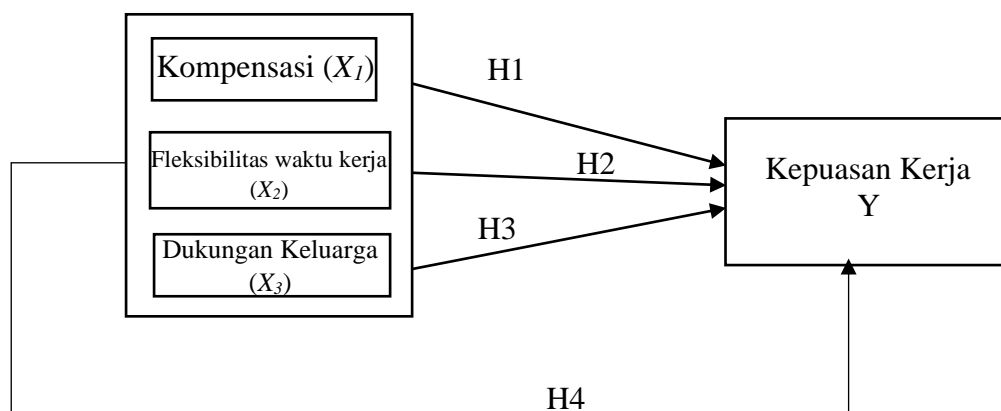 Kompensasi (X1)
H1
Fleksibilitas waktu kerja
(X2)
H2
Kepuasan Kerja
Y
Dukungan Keluarga
(X3)
H3
H4